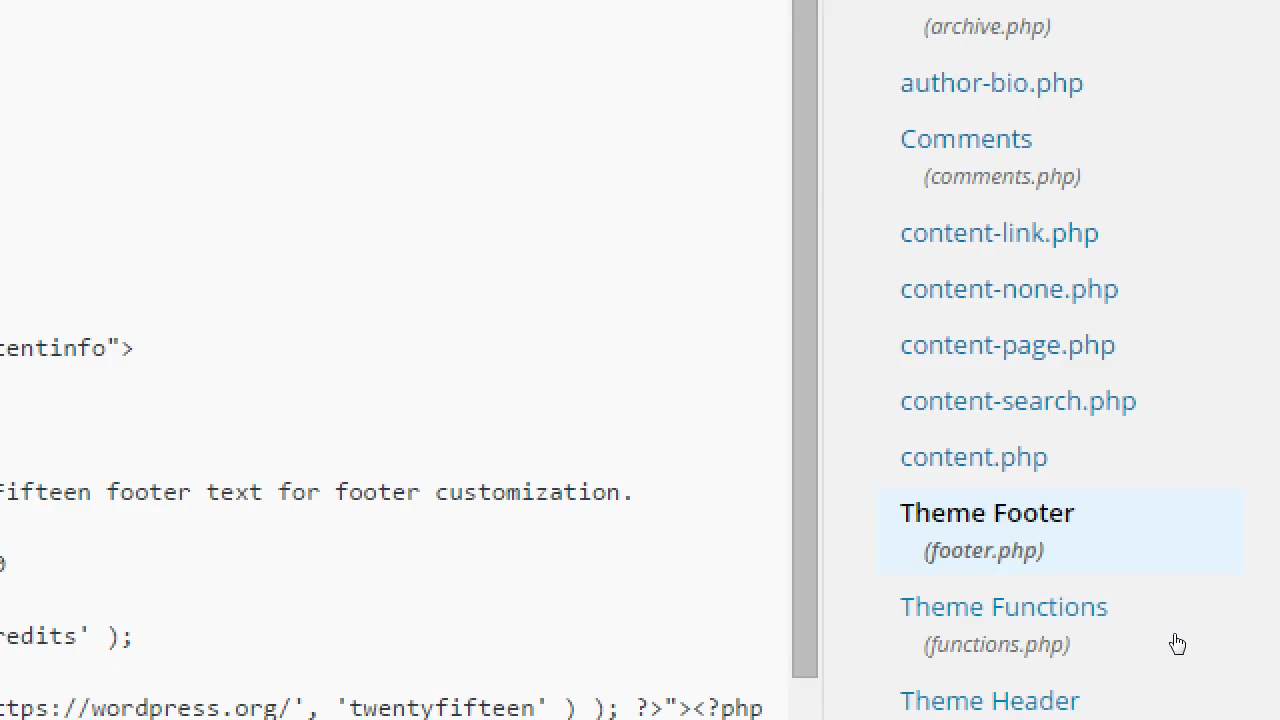 (archive.php)
author-bio.php
Comments
(comments.php)
content-link.php
content-none.php
entinfo">
content-page.php
content-search.php
content.php
fifteen footer text for footer customization.
Theme Footer
(footer.php)
Theme Functions
redits' );
(functions.php)
Theme Header
ttps://wordpress.org/', 'twentyfifteen' ) ); ?>"><?php